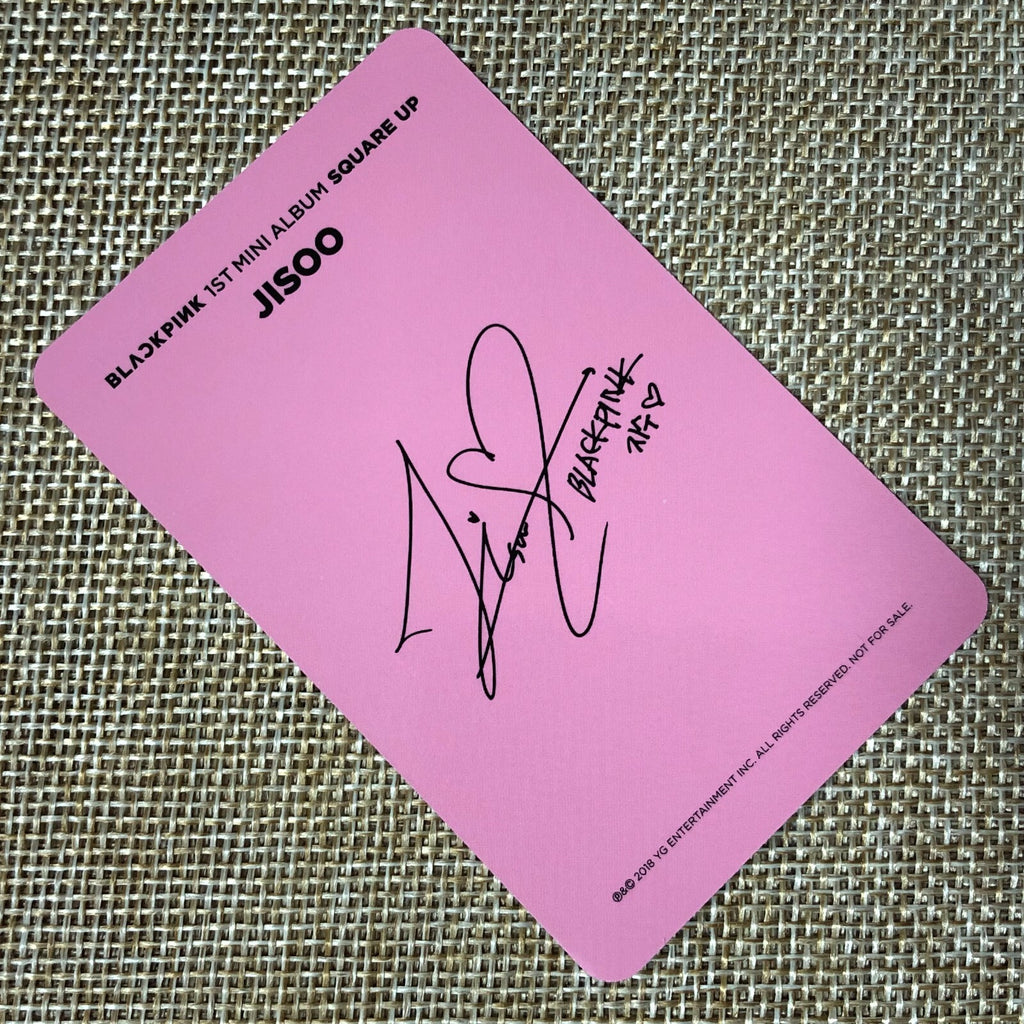 BLACKPINK 1ST MINI ALBUM SQUARE UP
JISOO
Jisoo
BLACKPINK
지수♡
℗&© 2018 YG ENTERTAINMENT INC. ALL RIGHTS RESERVED. NOT FOR SALE.